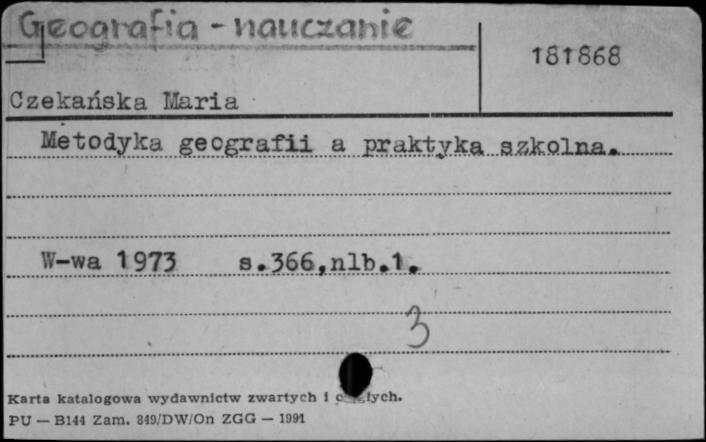 Geografia - nauczanie
181868
Czekańska Maria
Metodyka geografii a praktyka szkolna.
W-wa 1973 s.366,nlb.1.
3
Karta katalogowa wydawnictw zwartych i
PU — B144 Zam. 849/DW/On ZGG — 1991